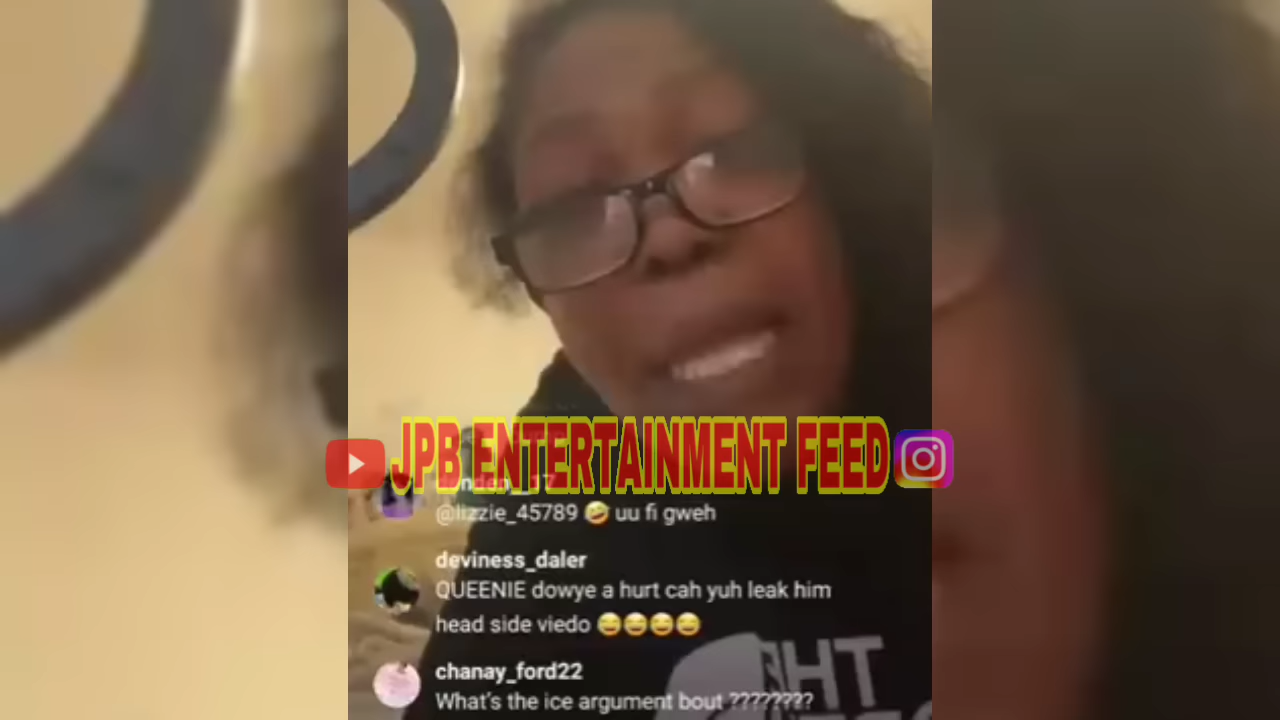 JPB ENTERTAINMENT FEED
@lizzie_45789 🤣 uu fi gweh
deviness_daler
QUEENIE dowye a hurt cah yuh leak him
head side viedo 😂😂😂😂
chanay_ford22
What's the ice argument bout ????????
HT